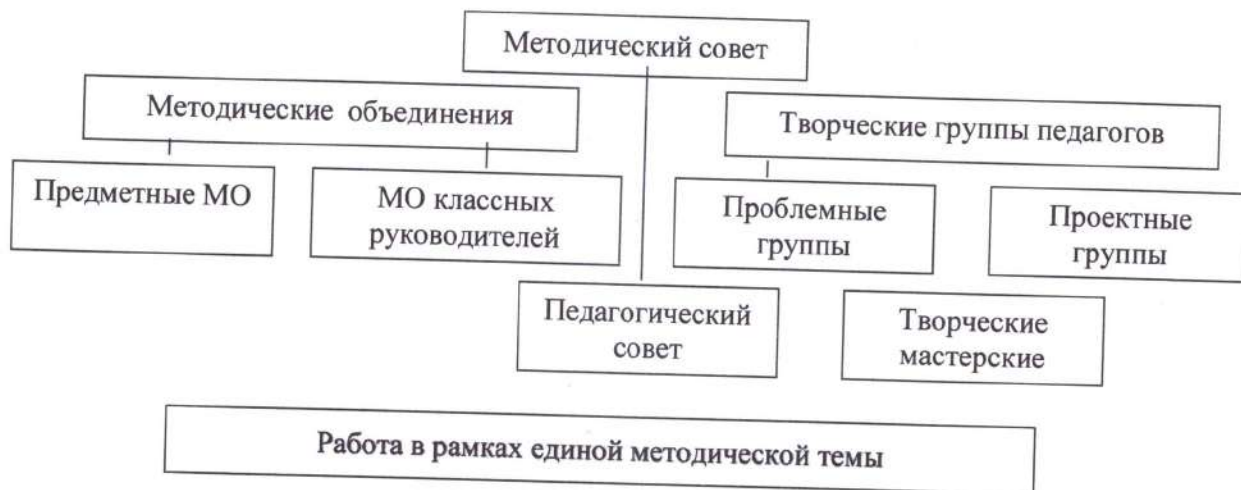 Методический совет
Методические объединения
Творческие группы педагогов
Предметные МО
МО классных
руководителей
Проблемные
группы
Проектные
группы
Педагогический
совет
Творческие
мастерские
Работа в рамках единой методической темы